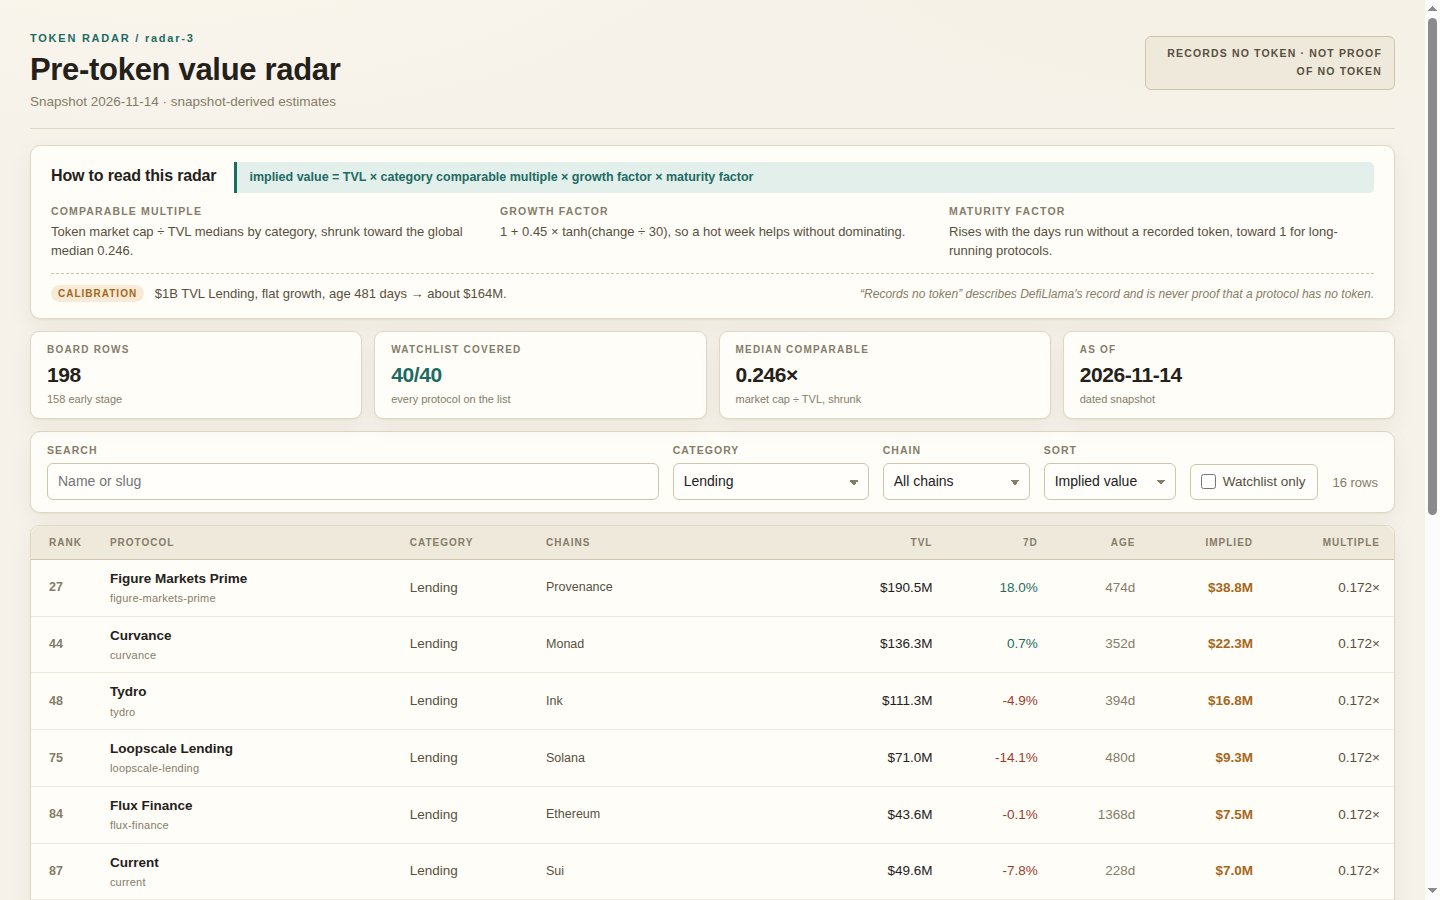 TOKEN RADAR / radar-3
Pre-token value radar
Snapshot 2026-11-14 · snapshot-derived estimates
RECORDS NO TOKEN · NOT PROOF
OF NO TOKEN
How to read this radar
implied value = TVL × category comparable multiple × growth factor × maturity factor
COMPARABLE MULTIPLE
Token market cap ÷ TVL medians by category, shrunk toward the global
median 0.246.
GROWTH FACTOR
1 + 0.45 × tanh(change ÷ 30), so a hot week helps without dominating.
MATURITY FACTOR
Rises with the days run without a recorded token, toward 1 for long-
running protocols.
CALIBRATION $1B TVL Lending, flat growth, age 481 days → about $164M.
“Records no token” describes DefiLlama's record and is never proof that a protocol has no token.
BOARD ROWS
198
158 early stage
WATCHLIST COVERED
40/40
every protocol on the list
MEDIAN COMPARABLE
0.246×
market cap ÷ TVL, shrunk
AS OF
2026-11-14
dated snapshot
SEARCH CATEGORY CHAIN SORT
Name or slug Lending All chains Implied value Watchlist only 16 rows
RANK PROTOCOL CATEGORY CHAINS TVL 7D AGE IMPLIED MULTIPLE
27 Figure Markets Prime Lending Provenance $190.5M 18.0% 474d $38.8M 0.172×
figure-markets-prime
44 Curvance Lending Monad $136.3M 0.7% 352d $22.3M 0.172×
curvance
48 Tydro Lending Ink $111.3M -4.9% 394d $16.8M 0.172×
tydro
75 Loopscale Lending Lending Solana $71.0M -14.1% 480d $9.3M 0.172×
loopscale-lending
84 Flux Finance Lending Ethereum $43.6M -0.1% 1368d $7.5M 0.172×
flux-finance
87 Current Lending Sui $49.6M -7.8% 228d $7.0M 0.172×
current